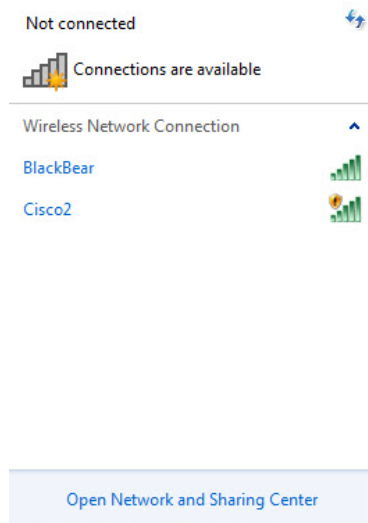 Not connected
Connections are available
Wireless Network Connection
BlackBear
Cisco2
Open Network and Sharing Center